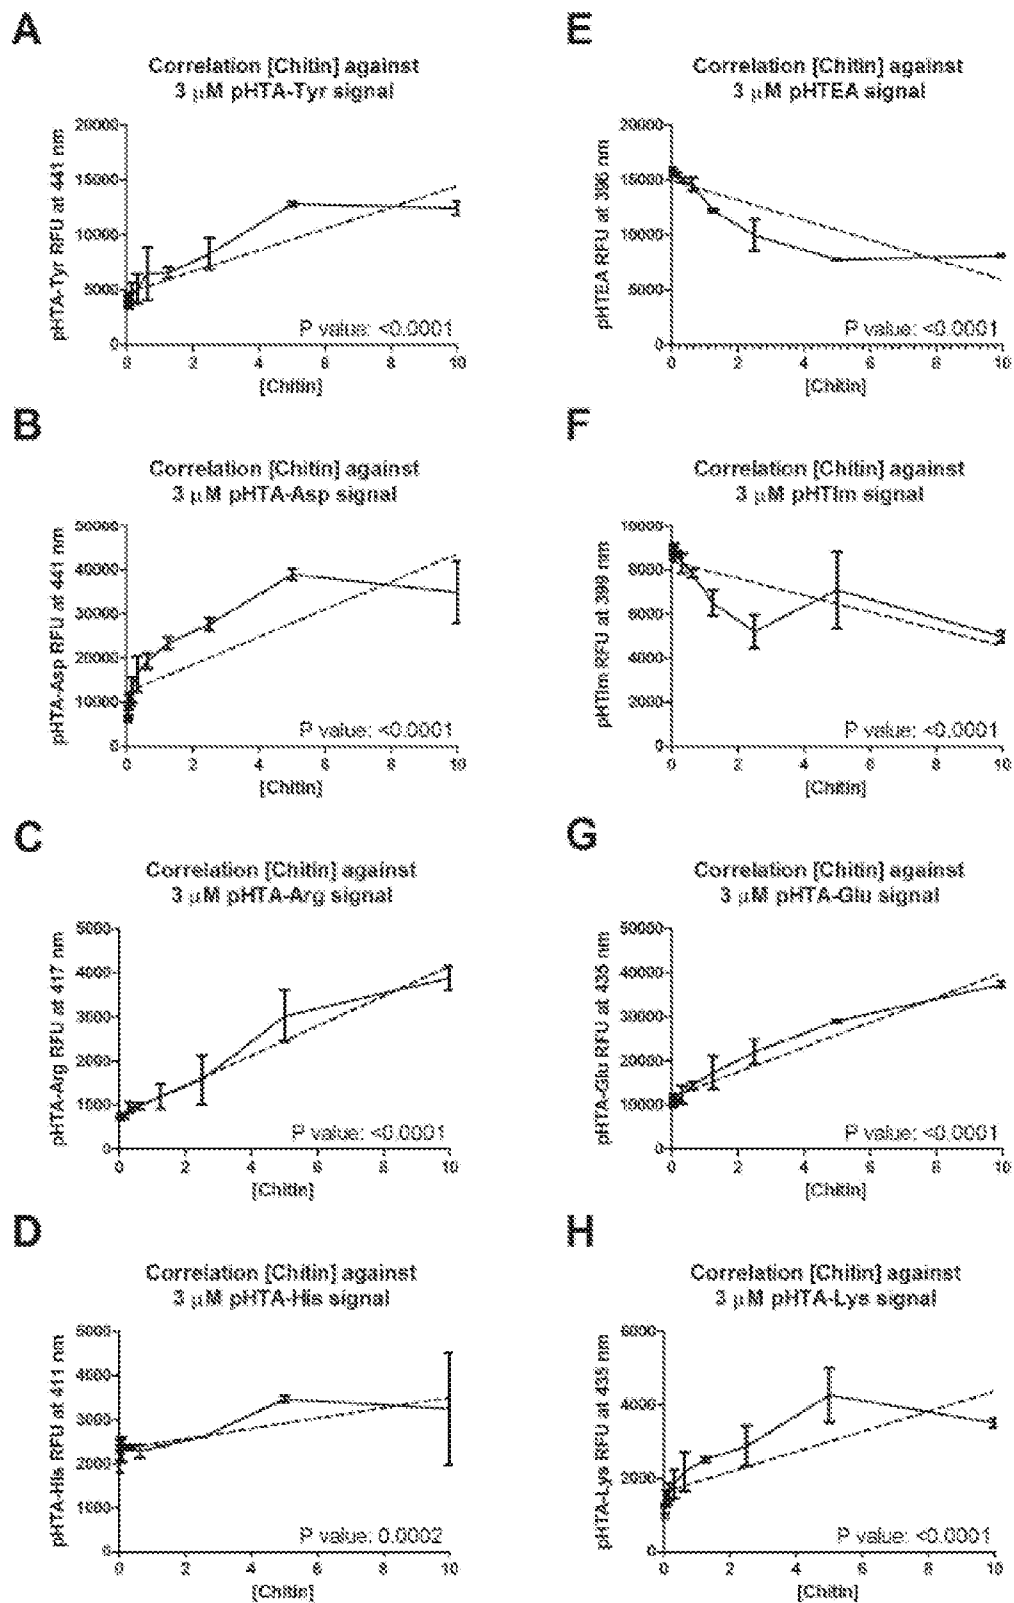 A
Correlation [Chitin] against
3 μM pHTA-Tyr signal
pHTA-Tyr RFU at 441 nm
20000
15000
10000
5000
0
P value: <0.0001
0 2 4 6 8 10
[Chitin]
E
Correlation [Chitin] against
3 μM pHTEA signal
pHTEA RFU at 396 nm
20000
15000
10000
5000
0
P value: <0.0001
0 2 4 6 8 10
[Chitin]
B
Correlation [Chitin] against
3 μM pHTA-Asp signal
pHTA-Asp RFU at 441 nm
50000
40000
30000
20000
10000
0
P value: <0.0001
0 2 4 6 8 10
[Chitin]
F
Correlation [Chitin] against
3 μM pHTIm signal
pHTIm RFU at 399 nm
10000
8000
6000
4000
2000
0
P value: <0.0001
0 2 4 6 8 10
[Chitin]
C
Correlation [Chitin] against
3 μM pHTA-Arg signal
pHTA-Arg RFU at 417 nm
5000
4000
3000
2000
1000
0
P value: <0.0001
0 2 4 6 8 10
[Chitin]
G
Correlation [Chitin] against
3 μM pHTA-Glu signal
pHTA-Glu RFU at 435 nm
50000
40000
30000
20000
10000
0
P value: <0.0001
0 2 4 6 8 10
[Chitin]
D
Correlation [Chitin] against
3 μM pHTA-His signal
pHTA-His RFU at 411 nm
5000
4000
3000
2000
1000
0
P value: 0.0002
0 2 4 6 8 10
[Chitin]
H
Correlation [Chitin] against
3 μM pHTA-Lys signal
pHTA-Lys RFU at 435 nm
6000
4000
2000
0
P value: <0.0001
0 2 4 6 8 10
[Chitin]